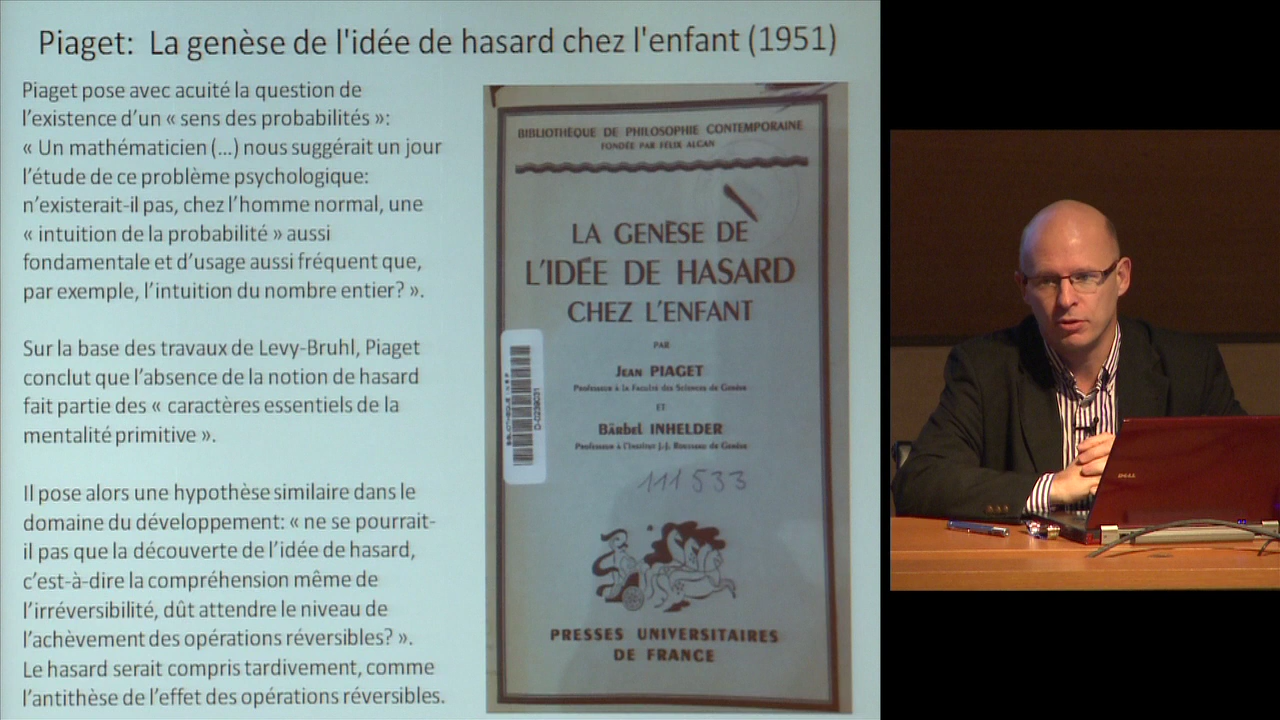 Piaget: La genèse de l'idée de hasard chez l'enfant (1951)
Piaget pose avec acuité la question de
l'existence d'un « sens des probabilités »:
« Un mathématicien (...) nous suggérait un jour
l'étude de ce problème psychologique:
n'existerait-il pas, chez l'homme normal, une
« intuition de la probabilité » aussi
fondamentale et d'usage aussi fréquent que,
par exemple, l'intuition du nombre entier? ».
Sur la base des travaux de Levy-Bruhl, Piaget
conclut que l'absence de la notion de hasard
fait partie des « caractères essentiels de la
mentalité primitive ».
Il pose alors une hypothèse similaire dans le
domaine du développement: « ne se pourrait-
il pas que la découverte de l'idée de hasard,
c'est-à-dire la compréhension même de
l'irréversibilité, dût attendre le niveau de
l'achèvement des opérations réversibles? ».
Le hasard serait compris tardivement, comme
l'antithèse de l'effet des opérations réversibles.
BIBLIOTHÈQUE DE PHILOSOPHIE CONTEMPORAINE
FONDÉE PAR FÉLIX ALCAN
LA GENÈSE DE
L'IDÉE DE HASARD
CHEZ L'ENFANT
PAR
Jean PIAGET
Professeur à la Faculté des Sciences de Genève
ET
Bärbel INHELDER
Professeur à l'Institut J.-J. Rousseau de Genève
111 533
PRESSES UNIVERSITAIRES
DE FRANCE
DELL